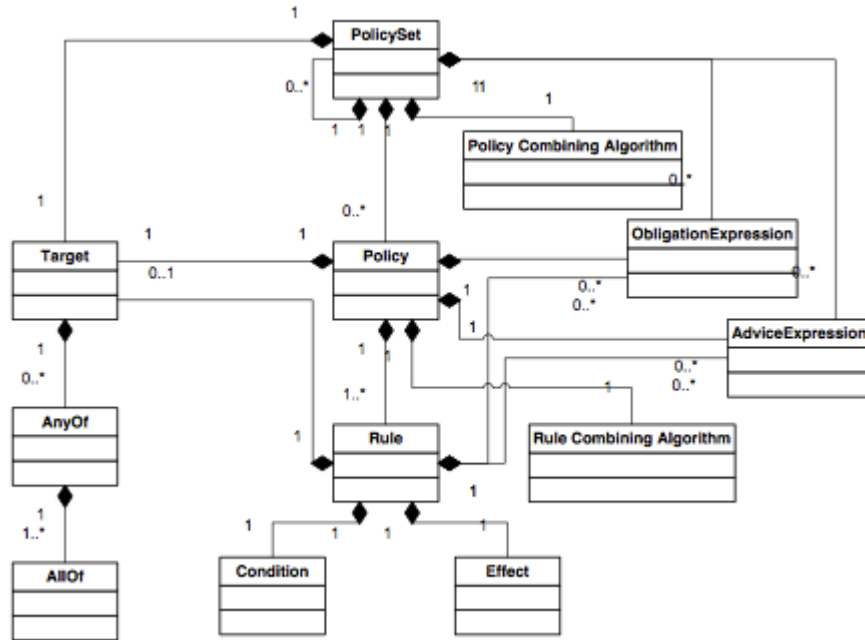 1
1
PolicySet
0..*
11
1
1
1
1
Policy Combining Algorithm
0..*
1
0..*
1
1
ObligationExpression
Target
Policy
0..1
0..*
0..*
1
0..*
1
AdviceExpression
1
1
1
0..*
0..*
1..*
0..*
1
AnyOf
Rule
Rule Combining Algorithm
1
1
1
1..*
1
1
1
1
AllOf
Condition
Effect